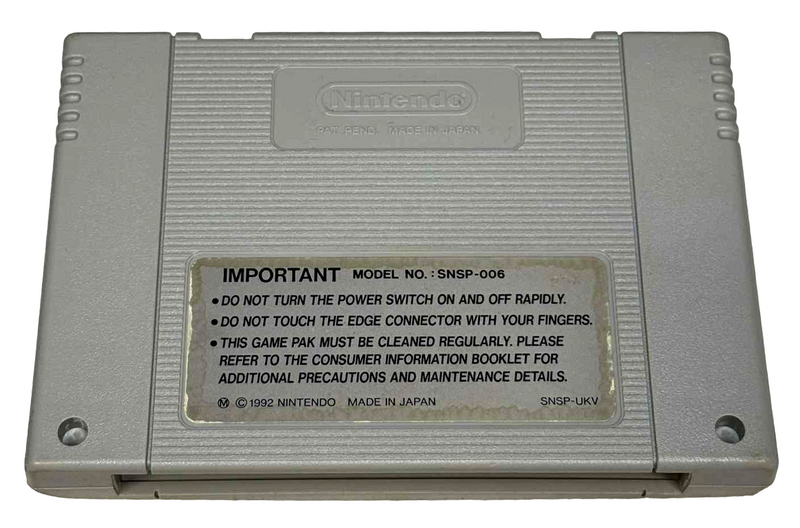 Nintendo®
PAT. PEND. MADE IN JAPAN
IMPORTANT MODEL NO.: SNSP-006
● DO NOT TURN THE POWER SWITCH ON AND OFF RAPIDLY.
● DO NOT TOUCH THE EDGE CONNECTOR WITH YOUR FINGERS.
● THIS GAME PAK MUST BE CLEANED REGULARLY. PLEASE
REFER TO THE CONSUMER INFORMATION BOOKLET FOR
ADDITIONAL PRECAUTIONS AND MAINTENANCE DETAILS.
Ⓜ © 1992 NINTENDO MADE IN JAPAN SNSP-UKV